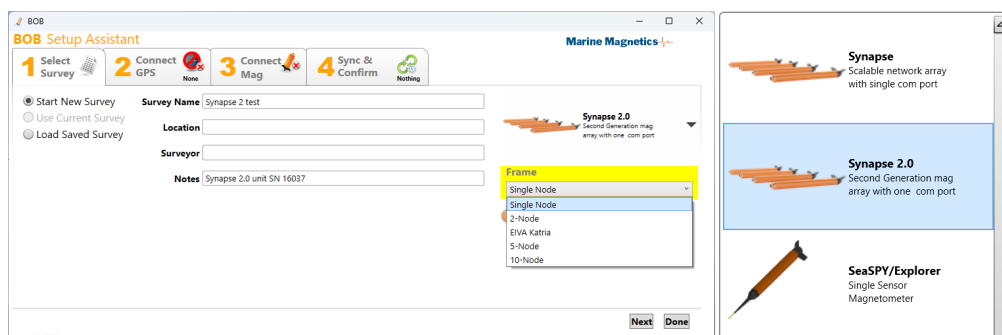 BOB
BOB Setup Assistant
Marine Magnetics
1 Select Survey
2 Connect GPS None
3 Connect Mag
4 Sync & Confirm Nothing
Start New Survey
Use Current Survey
Load Saved Survey
Survey Name Synapse 2 test
Location
Surveyor
Notes Synapse 2.0 unit SN 16037
Synapse 2.0
Second Generation mag
array with one com port
Frame
Single Node
Single Node
2-Node
EIVA Katria
5-Node
10-Node
Next Done
Synapse
Scalable network array
with single com port
Synapse 2.0
Second Generation mag
array with one com port
SeaSPY/Explorer
Single Sensor
Magnetometer